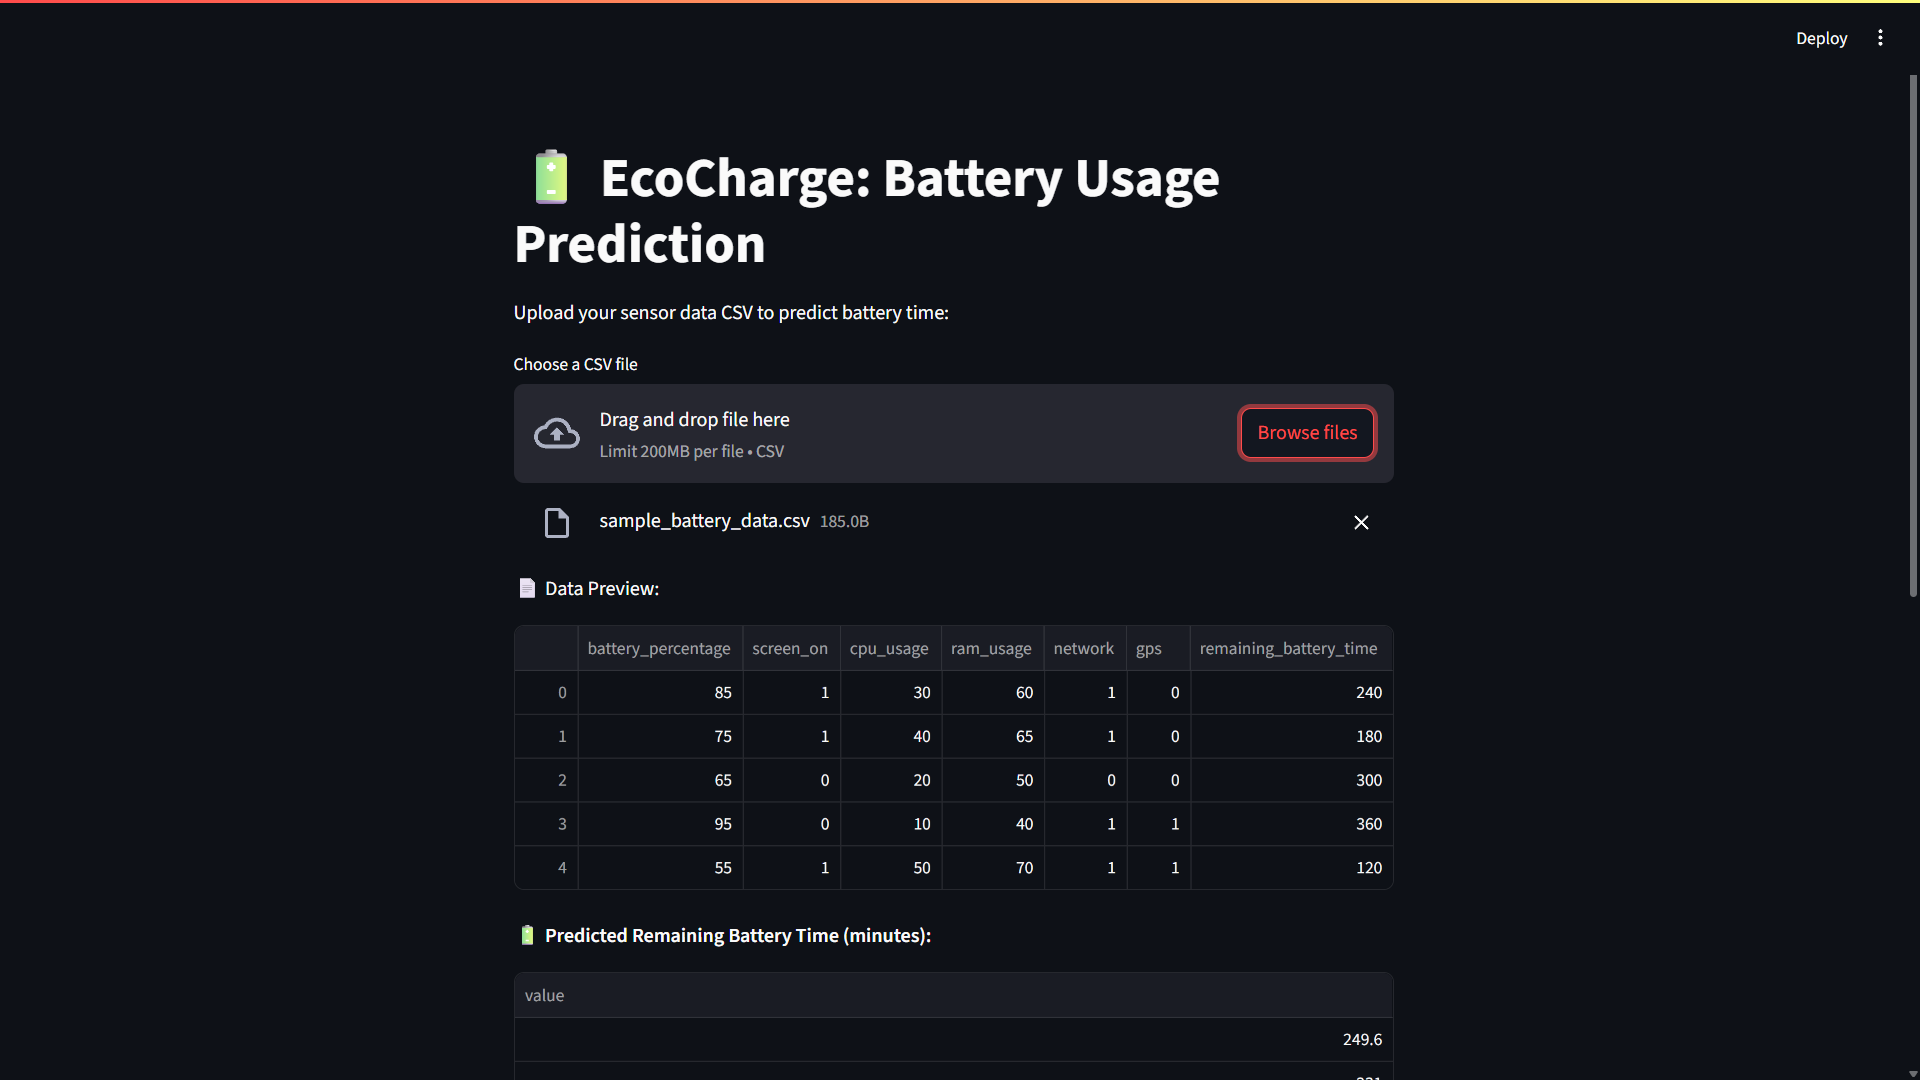 Deploy
EcoCharge: Battery Usage
Prediction
Upload your sensor data CSV to predict battery time:
Choose a CSV file
Drag and drop file here
Limit 200MB per file • CSV
Browse files
sample_battery_data.csv 185.0B
Data Preview:
battery_percentage screen_on cpu_usage ram_usage network gps remaining_battery_time
0 85 1 30 60 1 0 240
1 75 1 40 65 1 0 180
2 65 0 20 50 0 0 300
3 95 0 10 40 1 1 360
4 55 1 50 70 1 1 120
Predicted Remaining Battery Time (minutes):
value
249.6